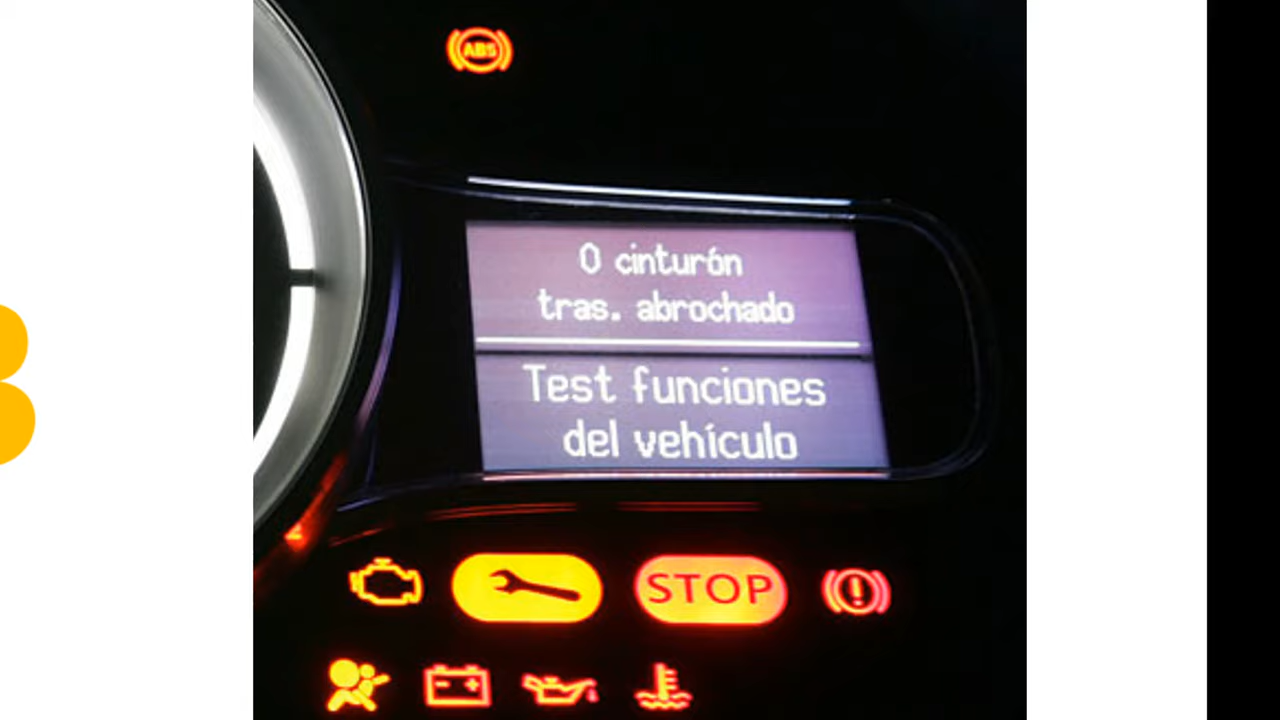 ABS
0 cinturón
tras. abrochado
Test funciones
del vehículo
STOP